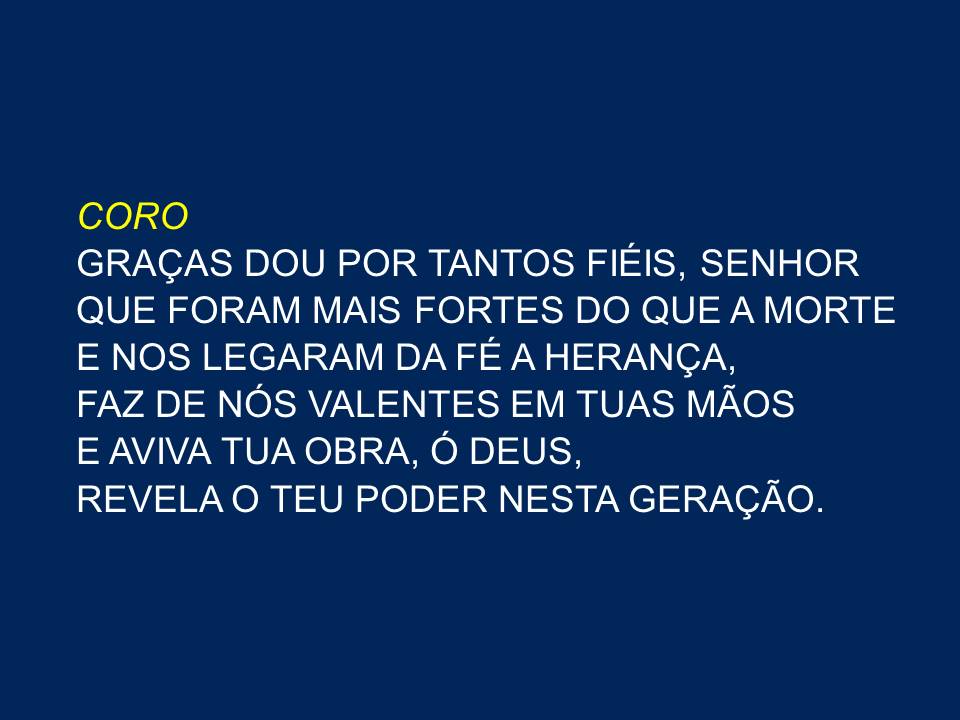 CORO
GRAÇAS DOU POR TANTOS FIÉIS, SENHOR
QUE FORAM MAIS FORTES DO QUE A MORTE
E NOS LEGARAM DA FÉ A HERANÇA,
FAZ DE NÓS VALENTES EM TUAS MÃOS
E AVIVA TUA OBRA, Ó DEUS,
REVELA O TEU PODER NESTA GERAÇÃO.